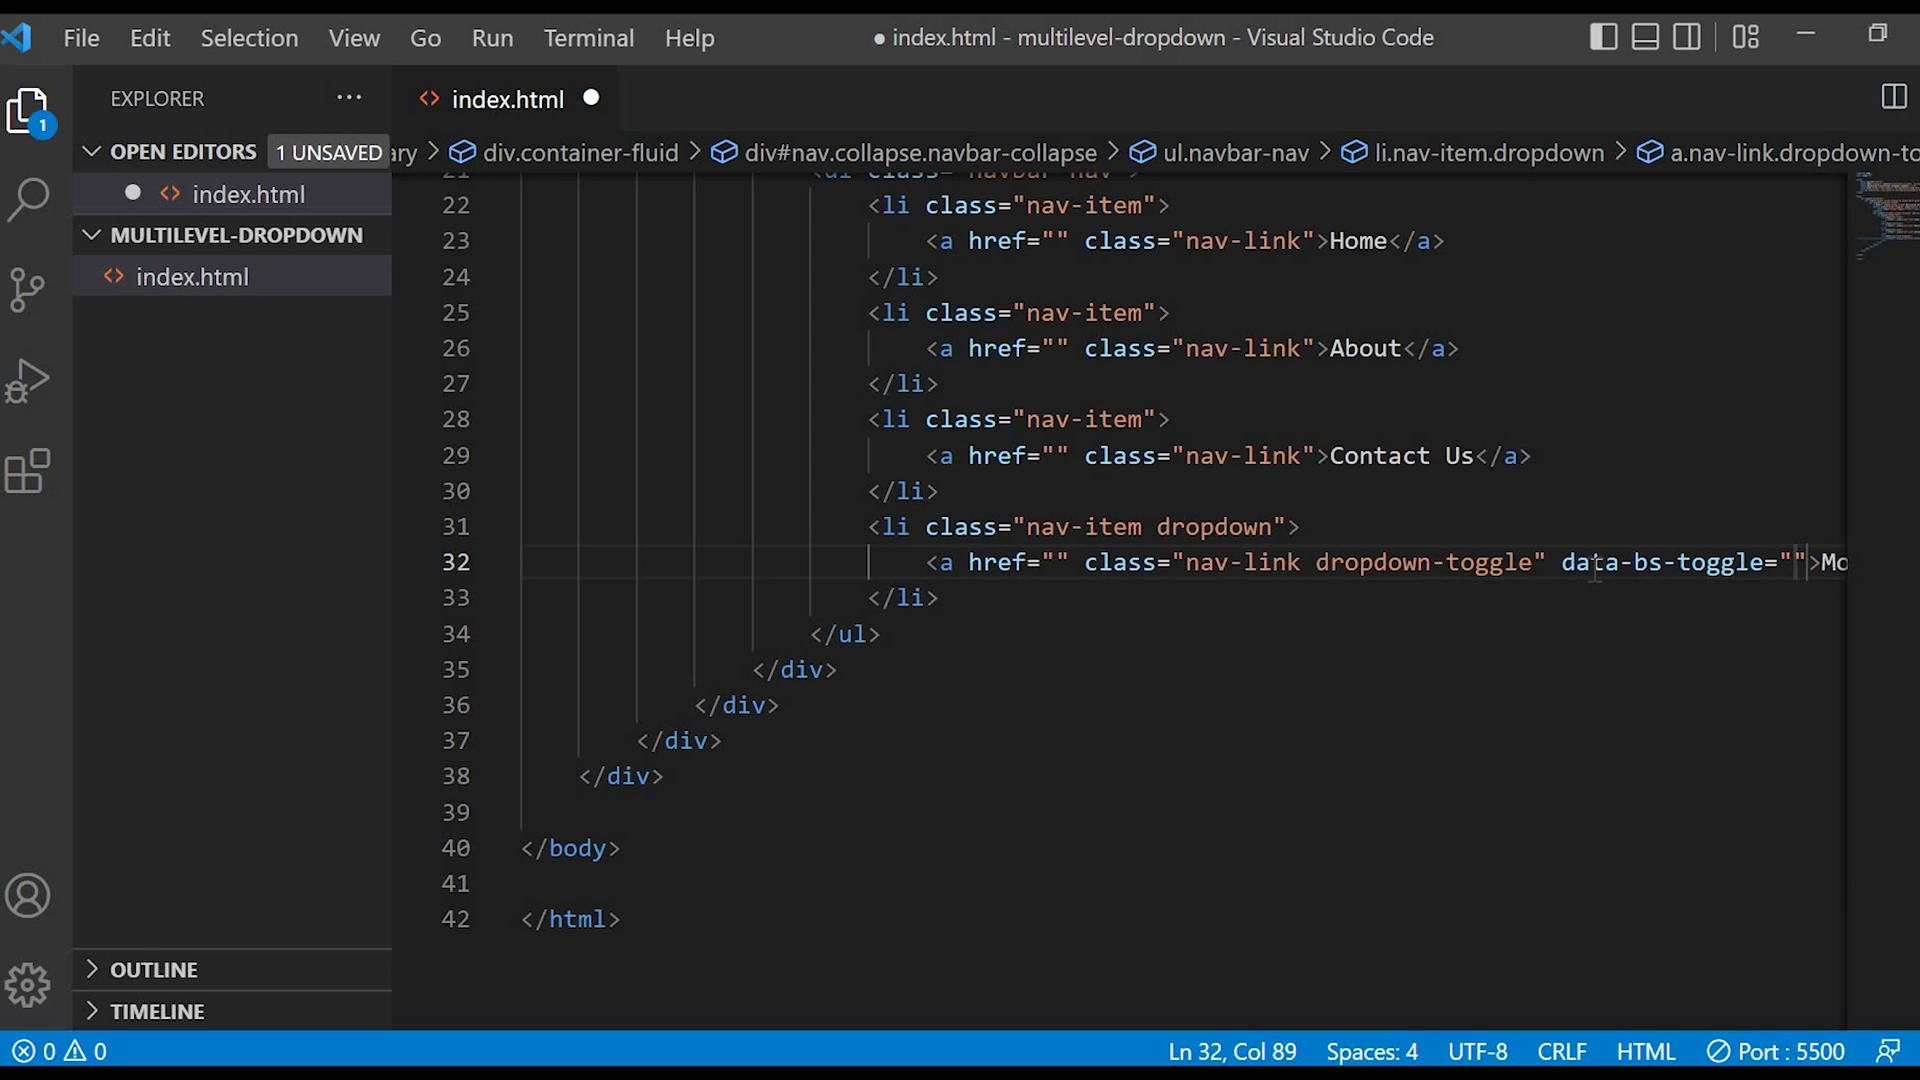 File Edit Selection View Go Run Terminal Help
● index.html - multilevel-dropdown - Visual Studio Code
EXPLORER ···
OPEN EDITORS 1 UNSAVED
index.html
MULTILEVEL-DROPDOWN
index.html
OUTLINE
TIMELINE
1
index.html
ary > div.container-fluid > div#nav.collapse.navbar-collapse > ul.navbar-nav > li.nav-item.dropdown > a.nav-link.dropdown-to
21 <ul class="navbar-nav">
22 <li class="nav-item">
23 <a href="" class="nav-link">Home</a>
24 </li>
25 <li class="nav-item">
26 <a href="" class="nav-link">About</a>
27 </li>
28 <li class="nav-item">
29 <a href="" class="nav-link">Contact Us</a>
30 </li>
31 <li class="nav-item dropdown">
32 <a href="" class="nav-link dropdown-toggle" data-bs-toggle="">Mo
33 </li>
34 </ul>
35 </div>
36 </div>
37 </div>
38 </div>
39
40 </body>
41
42 </html>
0 0
Ln 32, Col 89 Spaces: 4 UTF-8 CRLF HTML Port : 5500